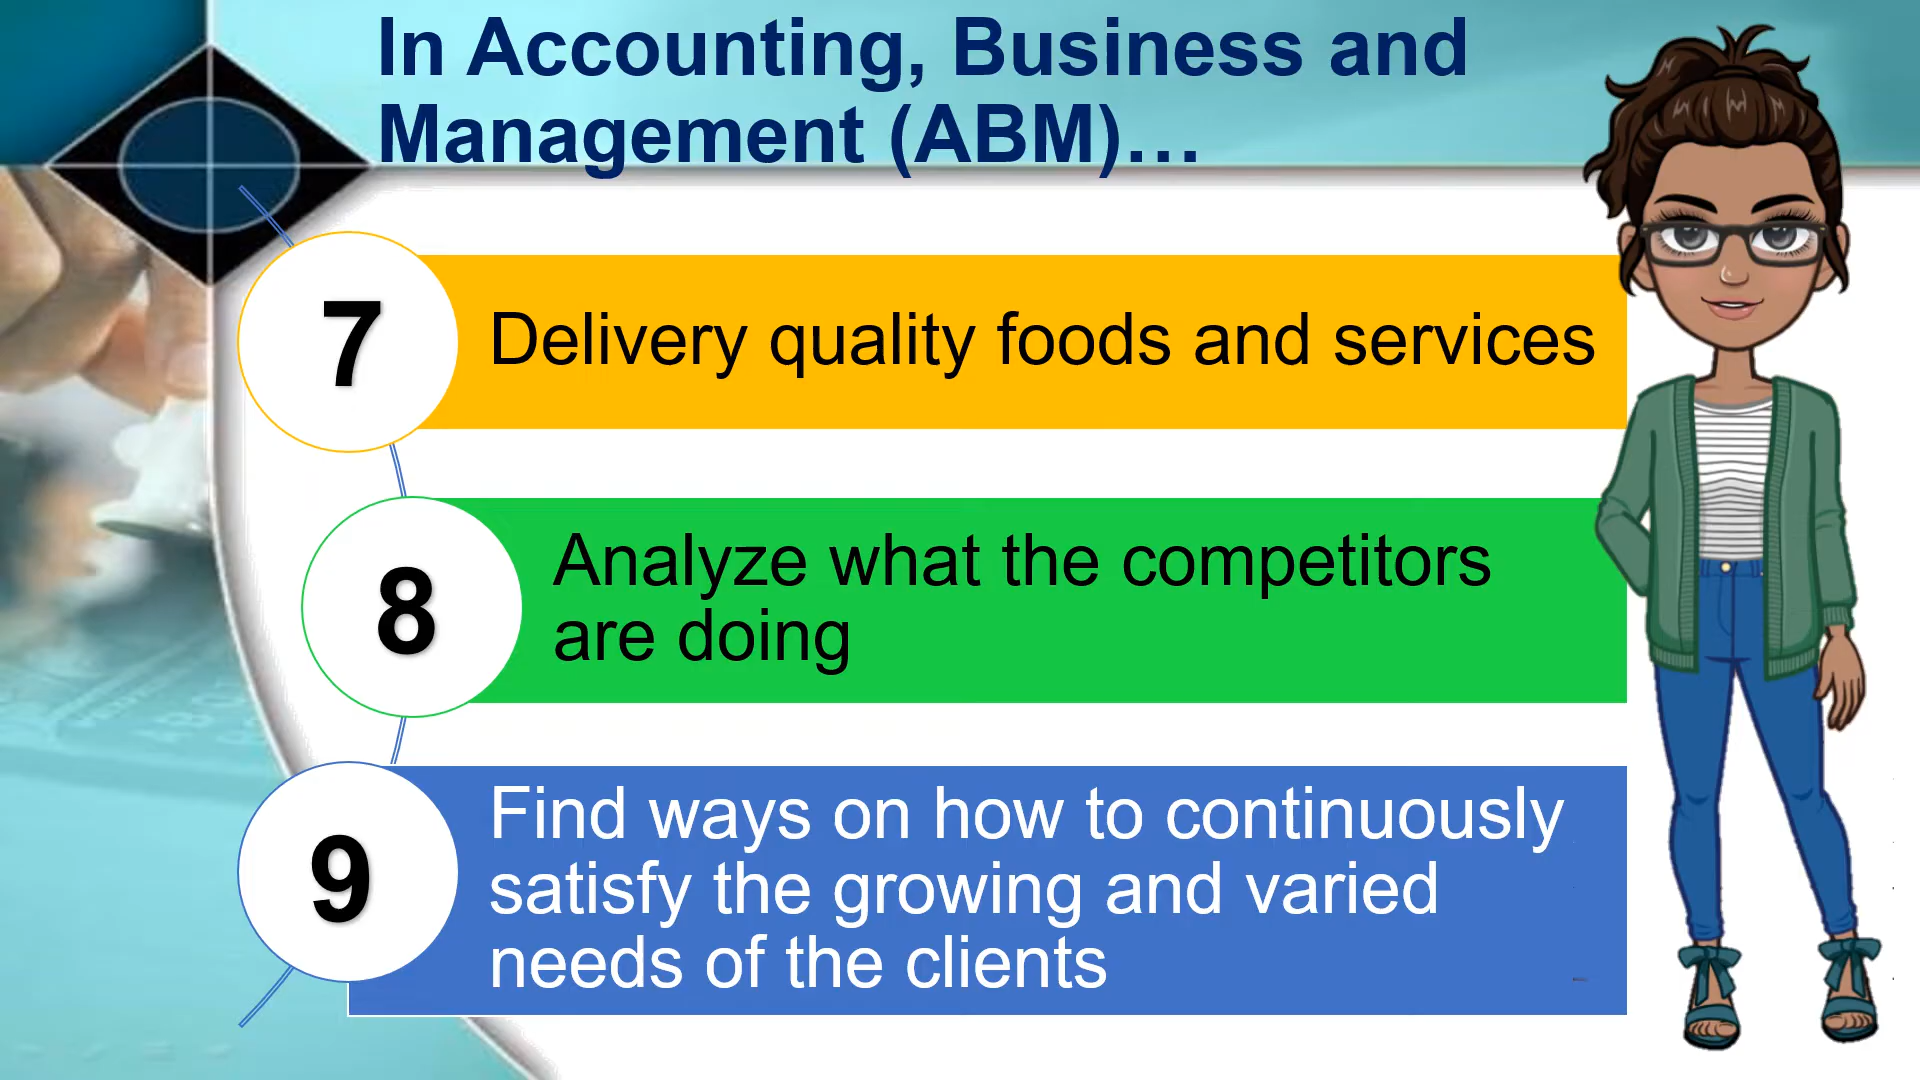 In Accounting, Business and
Management (ABM)…
7
Delivery quality foods and services
8
Analyze what the competitors
are doing
9
Find ways on how to continuously
satisfy the growing and varied
needs of the clients